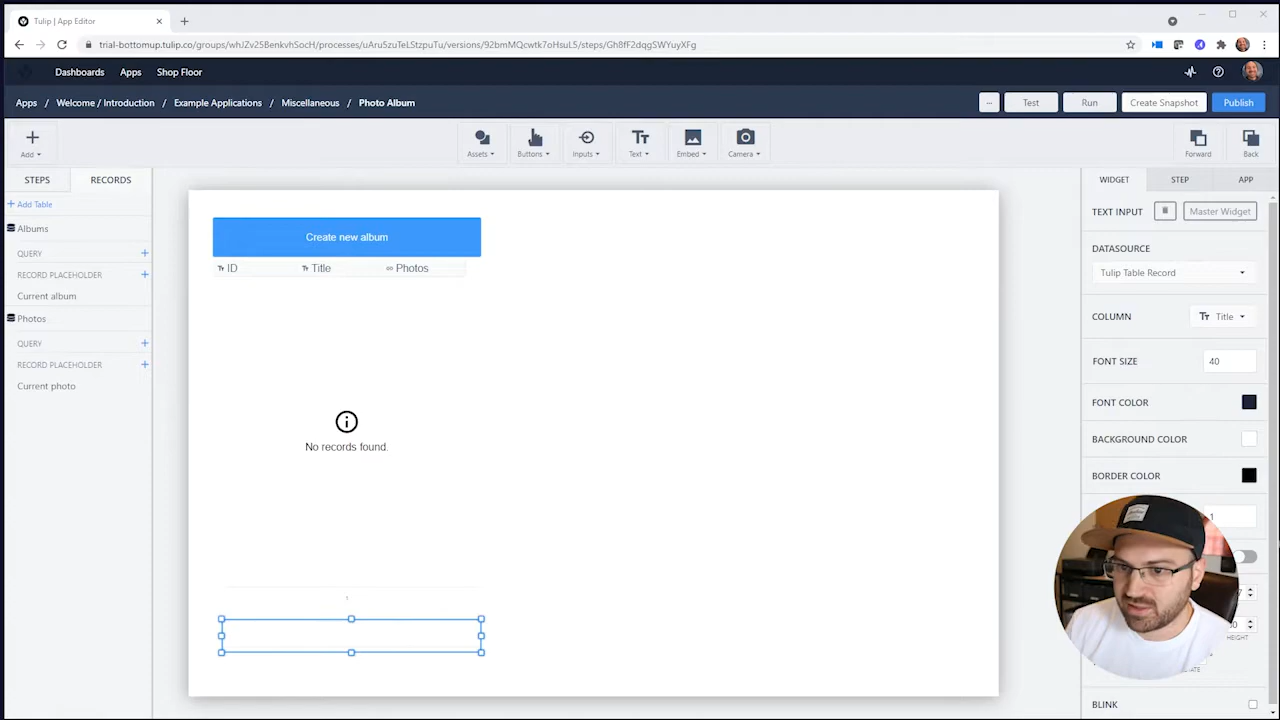 Tulip | App Editor
trial-bottomup.tulip.co/groups/whJZv25BenkvhSocH/processes/uAru5zuTeLStzpuTu/versions/92bmMQcwtk7oHsuL5/steps/Gh8fF2dqgSWYuyXFg
Dashboards Apps Shop Floor
Apps / Welcome / Introduction / Example Applications / Miscellaneous / Photo Album
... Test Run Create Snapshot Publish
Add Assets Buttons Inputs Text Embed Camera Forward Back
STEPS RECORDS
+ Add Table
Albums
QUERY
RECORD PLACEHOLDER
Current album
Photos
QUERY
RECORD PLACEHOLDER
Current photo
Create new album
ID Title Photos
No records found.
1
WIDGET STEP APP
TEXT INPUT Master Widget
DATASOURCE
Tulip Table Record
COLUMN Title
FONT SIZE 40
FONT COLOR
BACKGROUND COLOR
BORDER COLOR
1
HEIGHT
BLINK